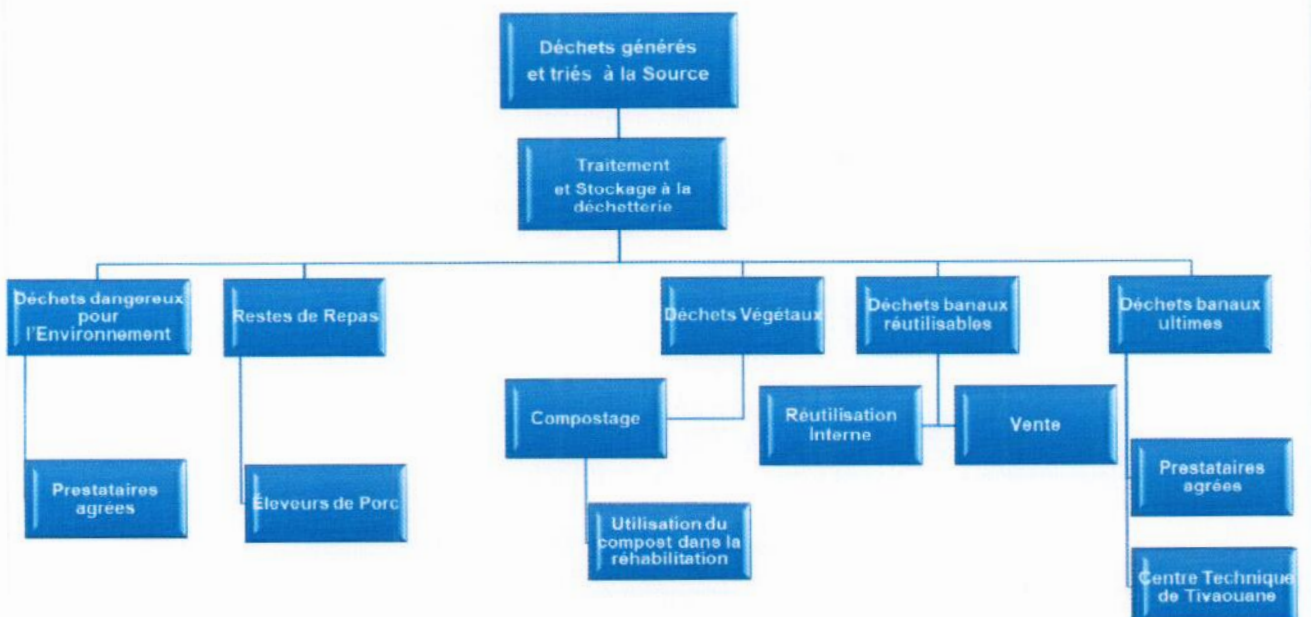 Déchets générés
et triés à la Source
Traitement
et Stockage à la
déchetterie
Déchets dangereux
pour
l'Environnement
Restes de Repas
Déchets Végétaux
Déchets banaux
réutilisables
Déchets banaux
ultimes
Compostage
Réutilisation
Interne
Vente
Prestataires
agrées
Éleveurs de Porc
Utilisation du
compost dans la
réhabilitation
Prestataires
agrées
Centre Technique
de Tivaouane